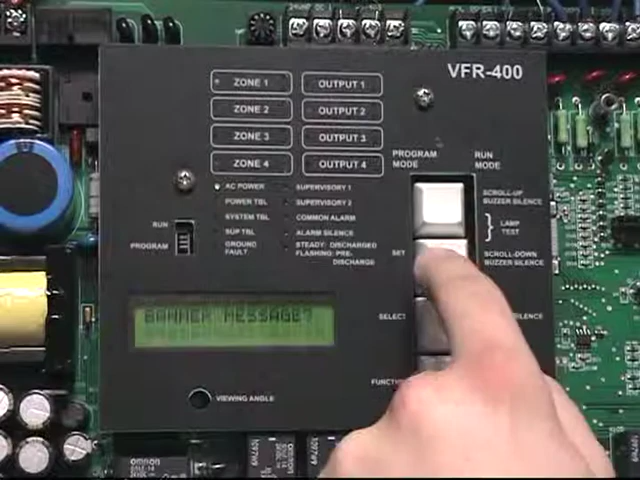 24VDC
VFR-400
ZONE 1 OUTPUT 1
ZONE 2 OUTPUT 2
ZONE 3 OUTPUT 3
ZONE 4 OUTPUT 4
PROGRAM MODE
RUN MODE
AC POWER
POWER TBL
SYSTEM TBL
SUP TBL
GROUND FAULT
SUPERVISORY 1
SUPERVISORY 2
COMMON ALARM
ALARM SILENCE
STEADY: DISCHARGED
FLASHING: PRE-
DISCHARGE
RUN
PROGRAM
SCROLL-UP
BUZZER SILENCE
LAMP
TEST
SET
SCROLL-DOWN
BUZZER SILENCE
SELECT
SILENCE
BANNER MESSAGE?
VIEWING ANGLE
OMRON